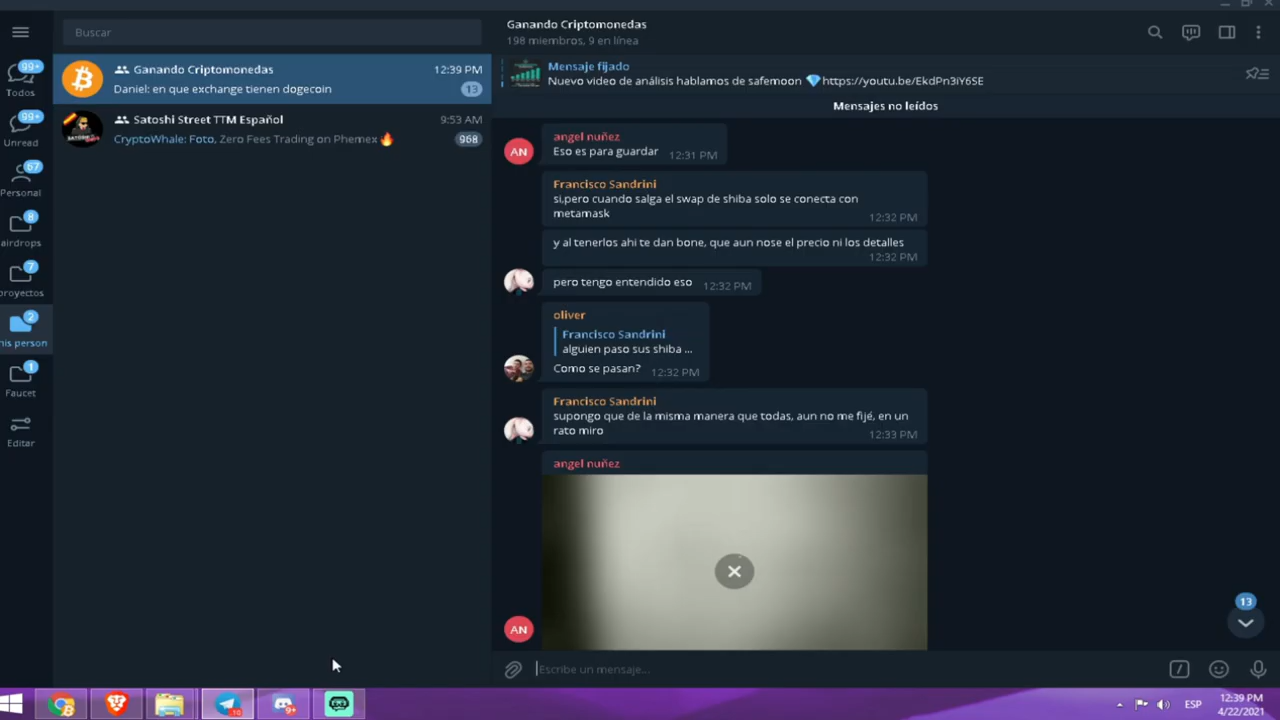 Buscar
Ganando Criptomonedas
198 miembros, 9 en línea
99+
Todos
99+
Unread
67
Personal
8
airdrops
7
proyectos
2
nis person
1
Faucet
Editar
Ganando Criptomonedas 12:39 PM
Daniel: en que exchange tienen dogecoin 13
Satoshi Street TTM Español 9:53 AM
CryptoWhale: Foto, Zero Fees Trading on Phemex 🔥 968
Mensaje fijado
Nuevo video de análisis hablamos de safemoon 💎https://youtu.be/EkdPn3iY6SE
Mensajes no leídos
angel nuñez
AN
Eso es para guardar 12:31 PM
Francisco Sandrini
si,pero cuando salga el swap de shiba solo se conecta con
metamask
12:32 PM
y al tenerlos ahi te dan bone, que aun nose el precio ni los detalles
12:32 PM
pero tengo entendido eso 12:32 PM
oliver
Francisco Sandrini
alguien paso sus shiba ...
Como se pasan? 12:32 PM
Francisco Sandrini
supongo que de la misma manera que todas, aun no me fijé, en un
rato miro
12:33 PM
angel nuñez
AN
13
Escribe un mensaje...
10
9+
ESP
12:39 PM
4/22/2021